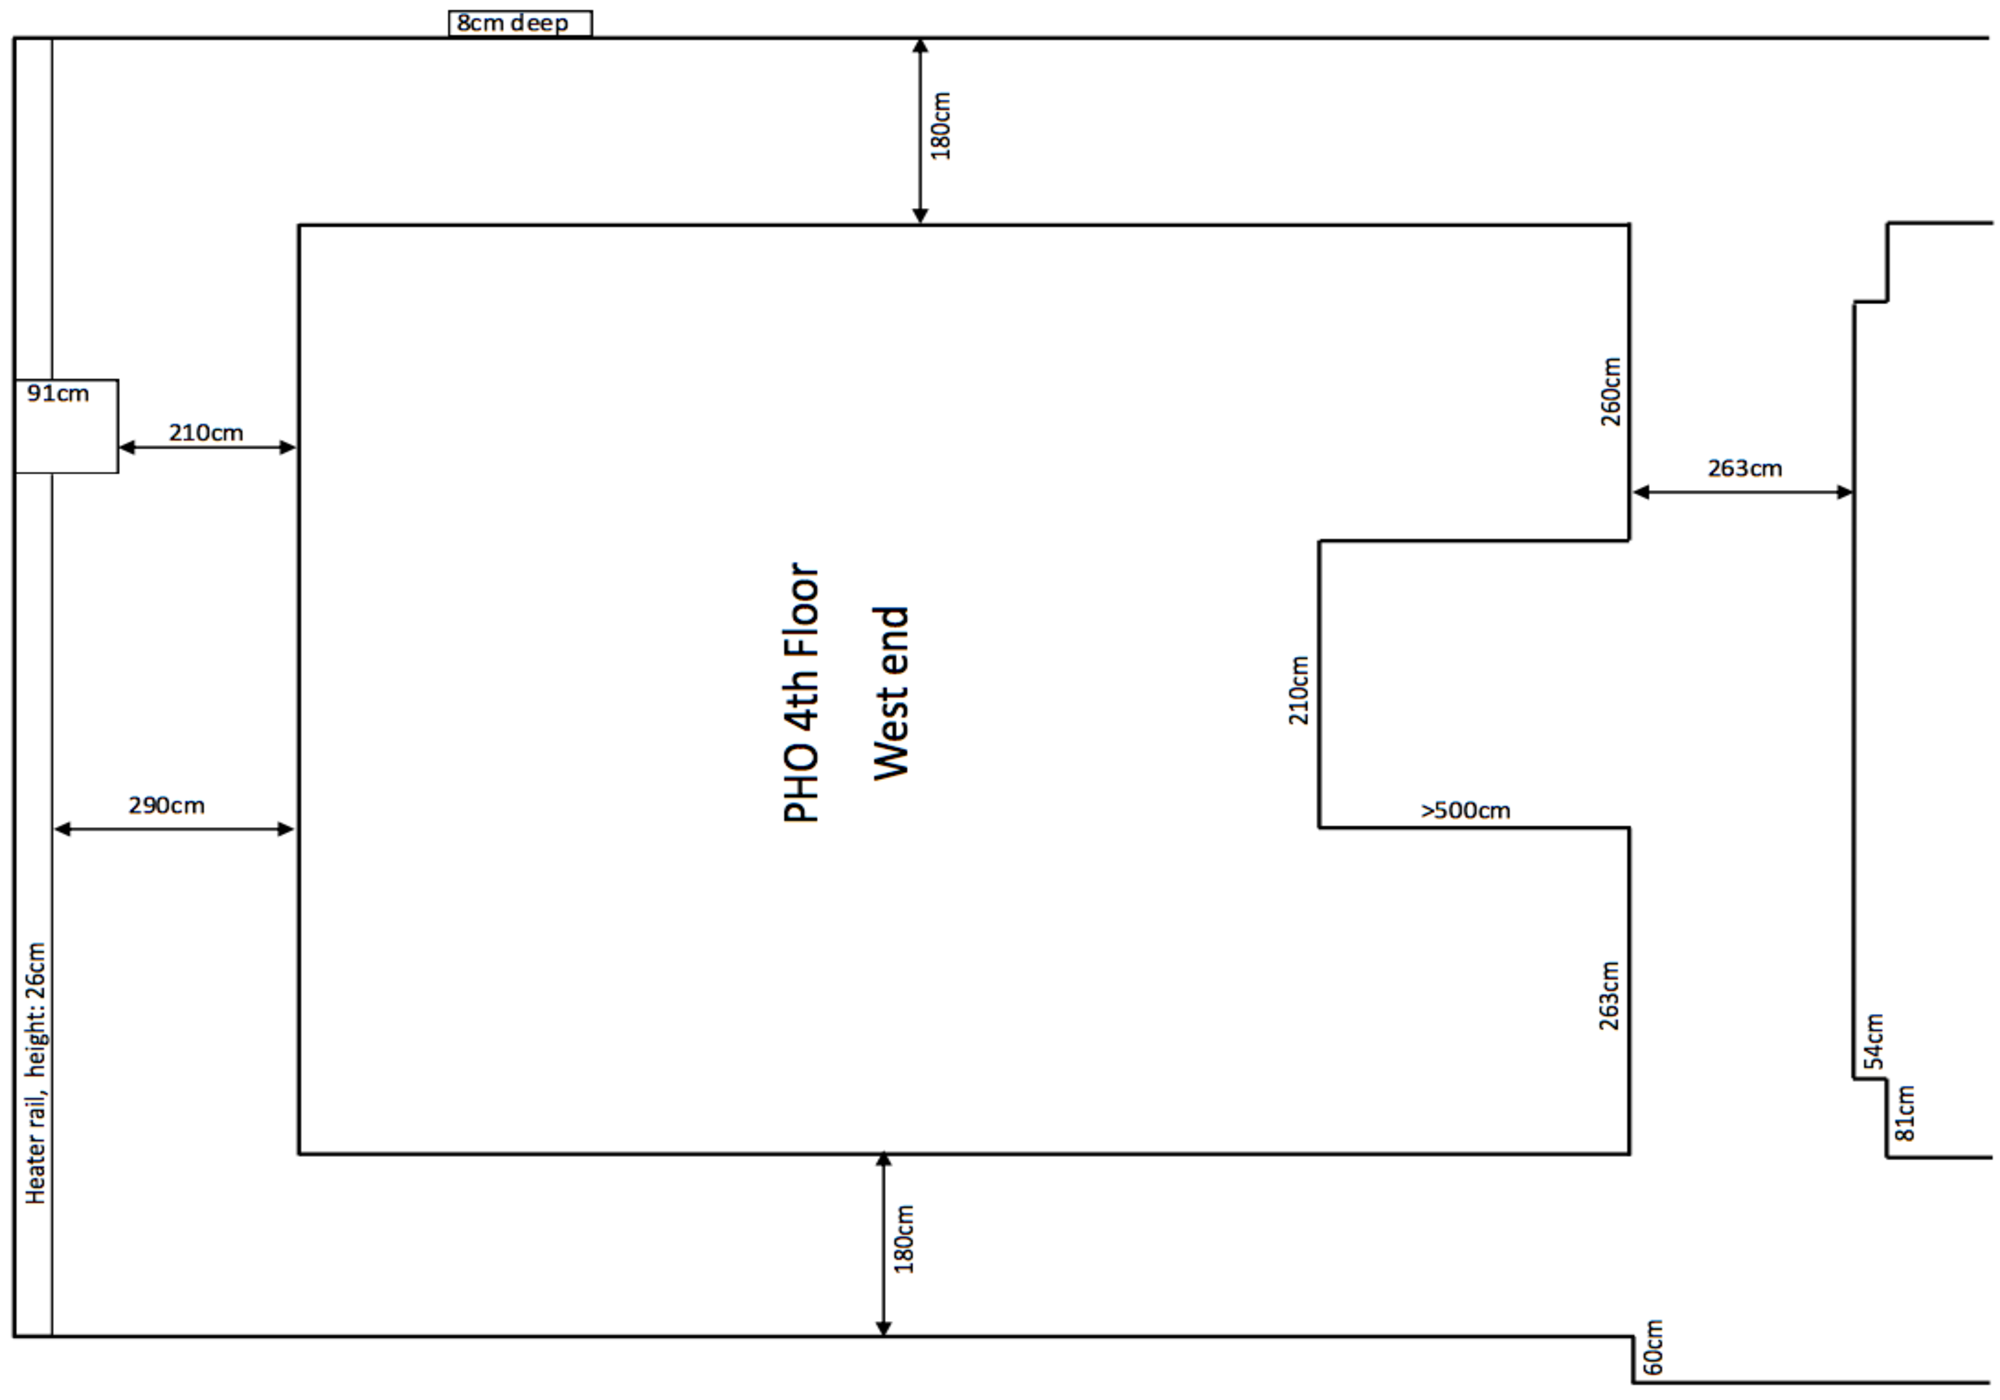 8cm deep
180cm
91cm
210cm
260cm
263cm
PHO 4th Floor
West end
210cm
290cm
>500cm
Heater rail, height: 26cm
263cm
54cm
81cm
180cm
60cm